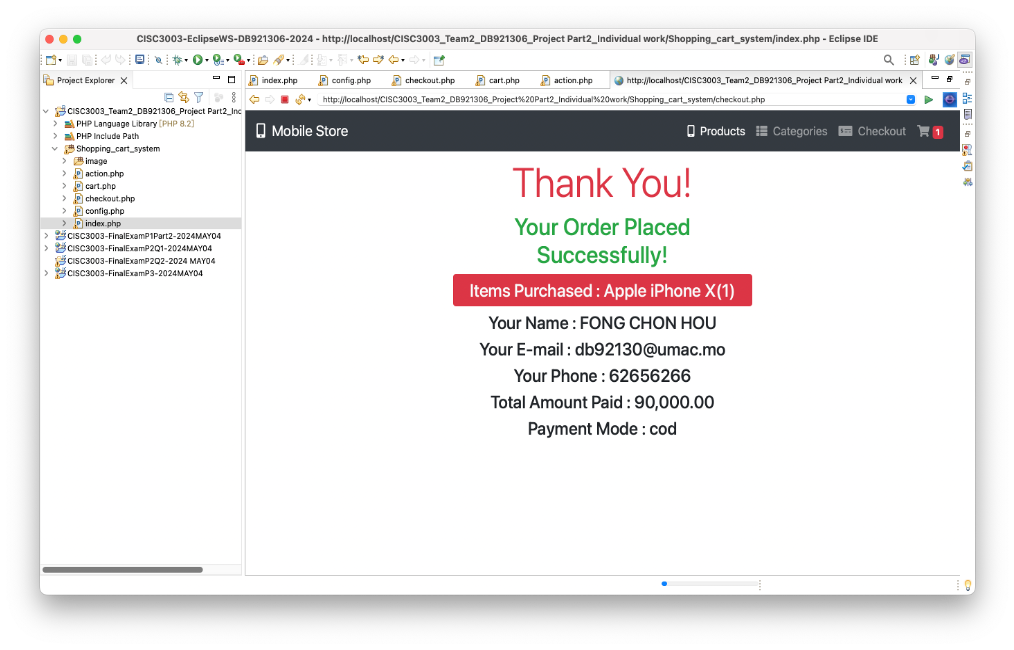 CISC3003-EclipseWS-DB921306-2024 - http://localhost/CISC3003_Team2_DB921306_Project Part2_Individual work/Shopping_cart_system/index.php - Eclipse IDE
Project Explorer
index.php
config.php
checkout.php
cart.php
action.php
http://localhost/CISC3003_Team2_DB921306_Project Part2_Individual work
http://localhost/CISC3003_Team2_DB921306_Project%20Part2_Individual%20work/Shopping_cart_system/checkout.php
CISC3003_Team2_DB921306_Project Part2_Inc
PHP Language Library [PHP 8.2]
PHP Include Path
Shopping_cart_system
image
action.php
cart.php
checkout.php
config.php
index.php
CISC3003-FinalExamP1Part2-2024MAY04
CISC3003-FinalExamP2Q1-2024MAY04
CISC3003-FinalExamP2Q2-2024 MAY04
CISC3003-FinalExamP3-2024MAY04
Mobile Store
Products
Categories
Checkout
1
Thank You!
Your Order Placed
Successfully!
Items Purchased : Apple iPhone X(1)
Your Name : FONG CHON HOU
Your E-mail : db92130@umac.mo
Your Phone : 62656266
Total Amount Paid : 90,000.00
Payment Mode : cod